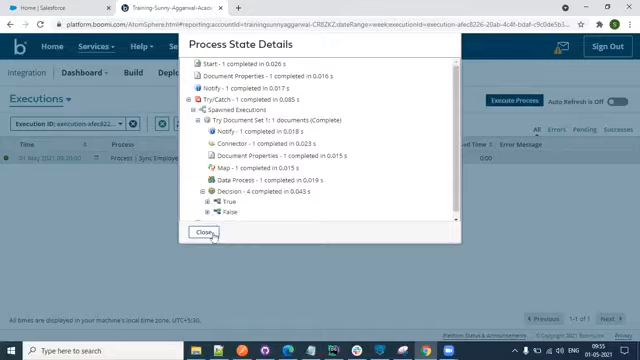 Home | Salesforce
Training-Sunny-Aggarwal-Acade
platform.boomi.com/AtomSphere.html#reporting;accountId=trainingsunnyaggarwal-CR8ZKZ;dateRange=week;executionId=execution-afec8226-20ab-4c4f-bdaf-c9c0de5b3...
Home
Services
Sign Out
Integration
Dashboard
Executions
Execute Process
Auto Refresh is Off
Execution ID: execution-afec822...
All
Errors
Pending
Successes
Time
Process
Error Message
01 May 2021 09:20:00
Process | Sync Employe
0:00
Process State Details
Start - 1 completed in 0.026 s
Document Properties - 1 completed in 0.016 s
Notify - 1 completed in 0.017 s
Try/Catch - 1 completed in 0.085 s
Spawned Executions
Try Document Set 1: 1 documents (Complete)
Notify - 1 completed in 0.018 s
Connector - 1 completed in 0.023 s
Document Properties - 1 completed in 0.015 s
Map - 1 completed in 0.015 s
Data Process - 1 completed in 0.019 s
Decision - 4 completed in 0.043 s
True
False
Close
All times are displayed in your machine's local time zone, UTC+5:30.
Previous
1-1 of 1
Next
Platform Status & Announcements
Privacy
Type here to search
ENG
09:55
01-05-2021